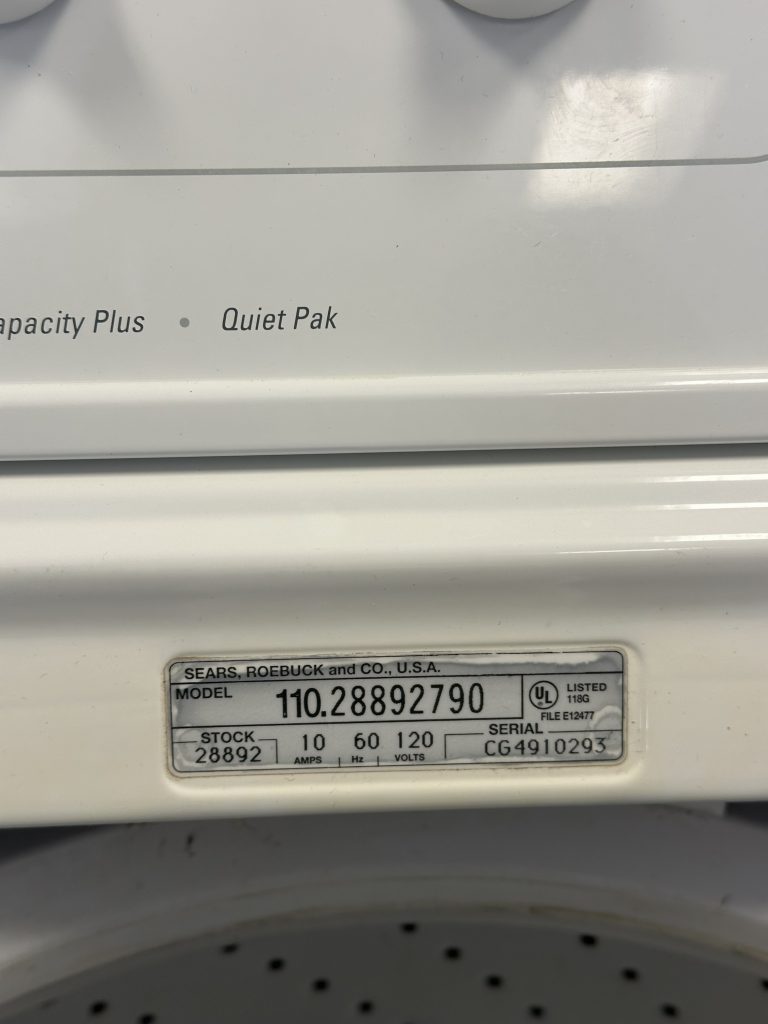 apacity Plus • Quiet Pak
SEARS, ROEBUCK and CO., U.S.A.
MODEL 110.28892790
UL LISTED
118G
FILE E12477
STOCK
28892
10 60 120
AMPS Hz VOLTS
SERIAL
CG4910293